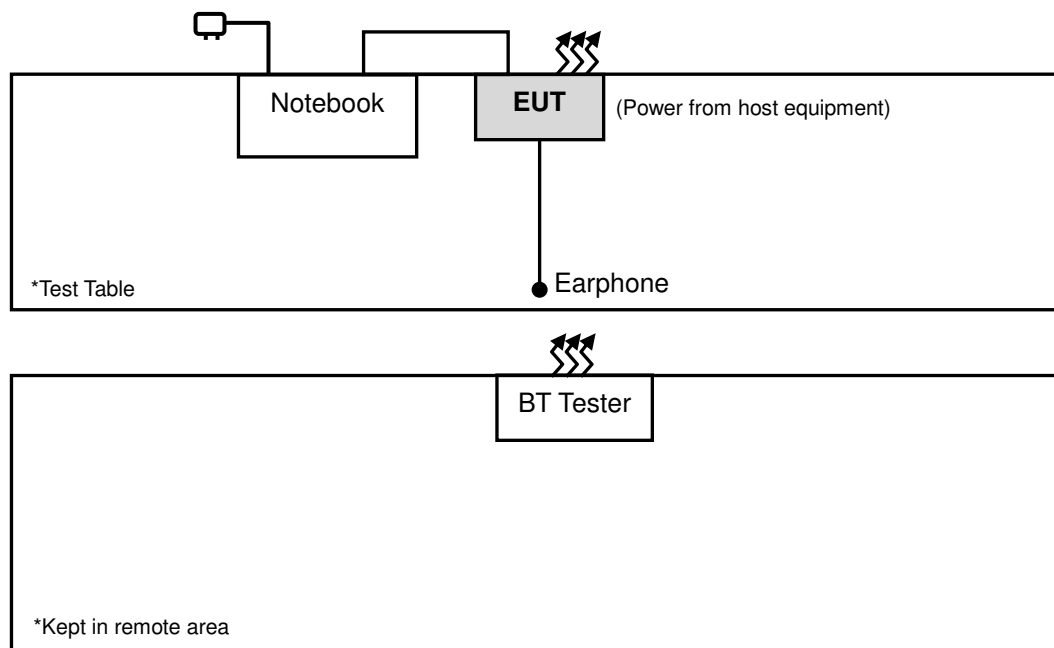 Notebook
EUT
(Power from host equipment)
Earphone
*Test Table
BT Tester
*Kept in remote area